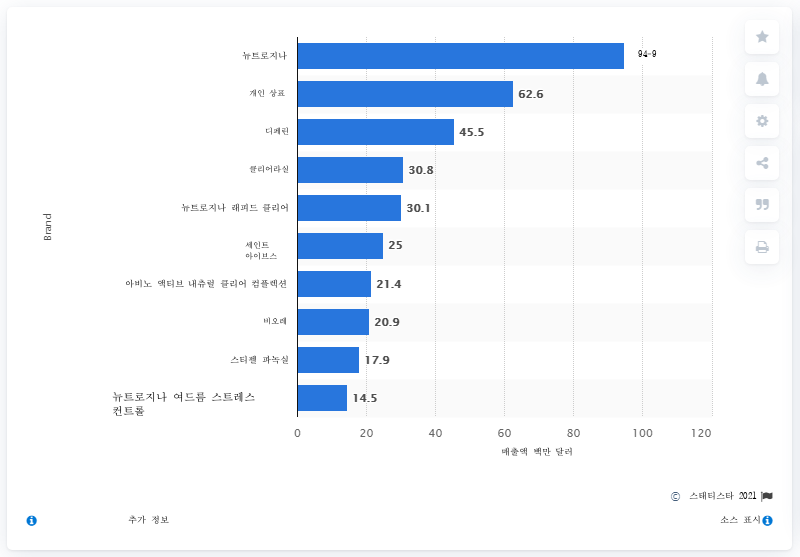 뉴트로지나
94-9
개인 상표
62.6
디페린
45.5
클리어라실
30.8
뉴트로지나 래피드 클리어
30.1
세인트
아이브스
25
아비노 액티브 내츄럴 클리어 컴플렉션
21.4
비오레
20.9
스티펠 파녹실
17.9
뉴트로지나 여드름 스트레스
컨트롤
14.5
Brand
0 20 40 60 80 100 120
매출액 백만 달러
© 스태티스타 2021
추가 정보
소스 표시